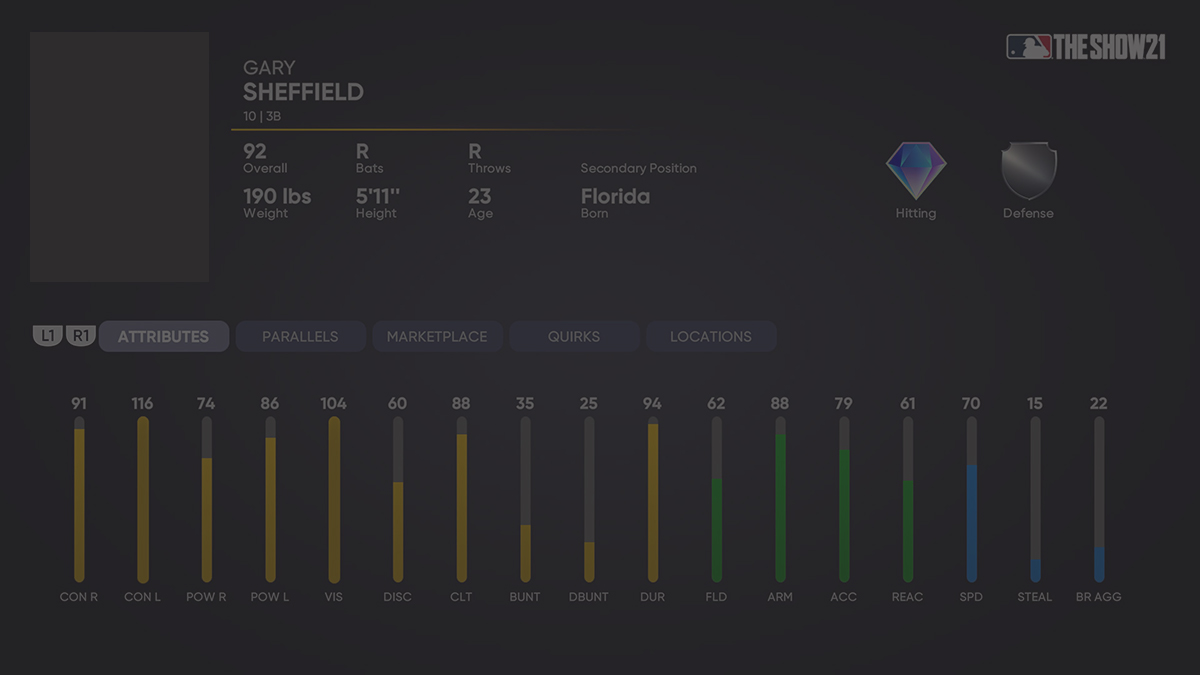 THE SHOW21
GARY
SHEFFIELD
10 | 3B
92 R R
Overall Bats Throws Secondary Position
190 lbs 5'11" 23 Florida
Weight Height Age Born
Hitting Defense
L1 R1 ATTRIBUTES PARALLELS MARKETPLACE QUIRKS LOCATIONS
91 116 74 86 104 60 88 35 25 94 62 88 79 61 70 15 22
CON R CON L POW R POW L VIS DISC CLT BUNT DBUNT DUR FLD ARM ACC REAC SPD STEAL BR AGG